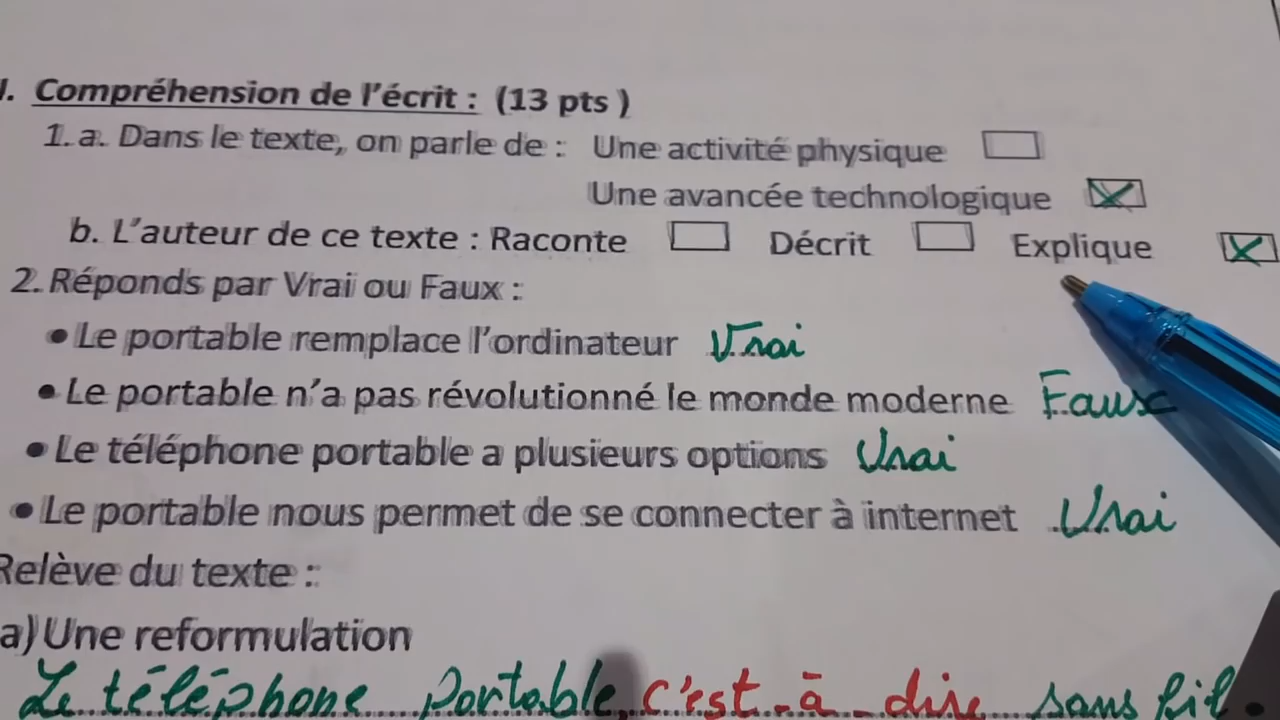 I. Compréhension de l'écrit : (13 pts )
1. a. Dans le texte, on parle de : Une activité physique
Une avancée technologique
b. L'auteur de ce texte : Raconte Décrit Explique
2. Réponds par Vrai ou Faux :
• Le portable remplace l'ordinateur Vrai
• Le portable n'a pas révolutionné le monde moderne Faux
• Le téléphone portable a plusieurs options Vrai
• Le portable nous permet de se connecter à internet Vrai
Relève du texte :
a) Une reformulation
Le téléphone portable, c'est-à-dire sans fil.